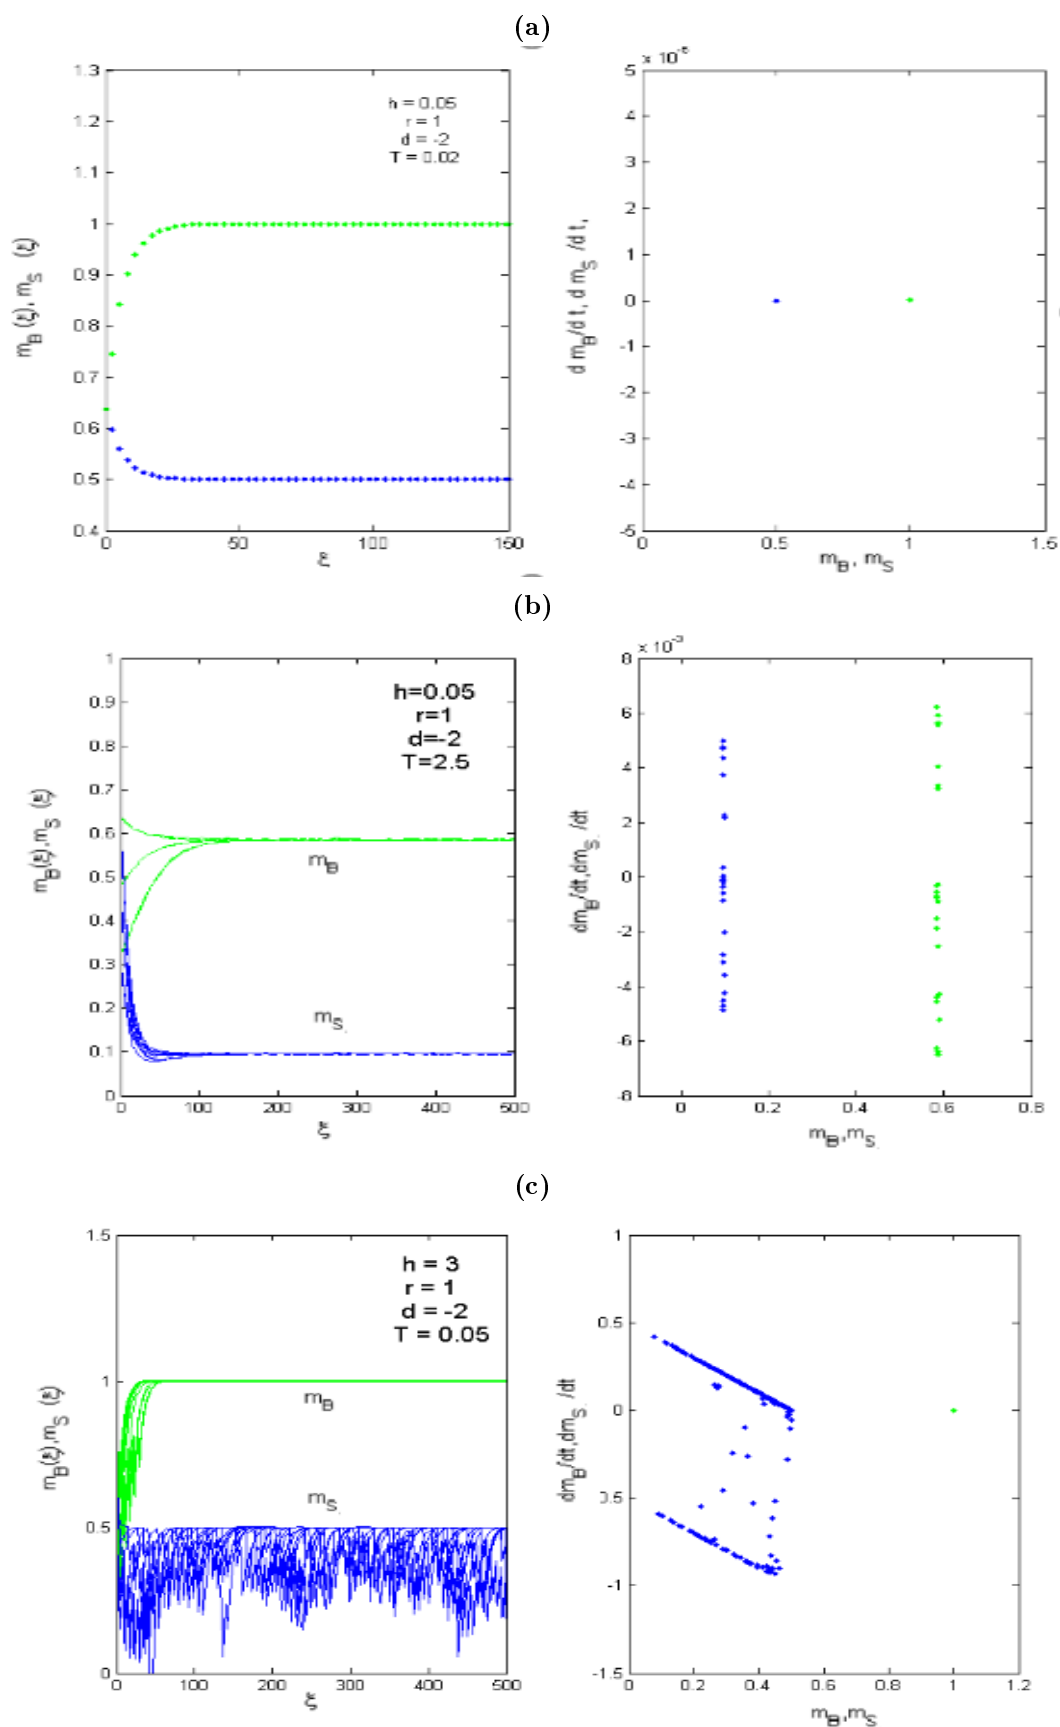 (a)
1.3
1.2
1.1
1
0.9
0.8
0.7
0.6
0.5
0.4
0
50
100
150
ξ
m_B (ξ), m_S (ξ)
h = 0.05
r = 1
d = -2
T = 0.02
x 10^-5
5
4
3
2
1
0
-1
-2
-3
-4
-5
0
0.5
1
1.5
m_B, m_S
d m_B/d t, d m_S /d t,
(b)
1
0.9
0.8
0.7
0.6
0.5
0.4
0.3
0.2
0.1
0
0
100
200
300
400
500
ξ
m_B(ξ),m_S (ξ)
h=0.05
r=1
d=-2
T=2.5
m_B
m_S.
x 10^-3
8
6
4
2
0
-2
-4
-6
-8
0
0.2
0.4
0.6
0.8
m_B,m_S.
dm_B/dt,dm_S. /dt
(c)
1.5
1
0.5
0
0
100
200
300
400
500
ξ
m_B(ξ),m_S. (ξ)
h = 3
r = 1
d = -2
T = 0.05
m_B
m_S.
1
0.5
0
0.5
-1
-1.5
0
0.2
0.4
0.6
0.8
1
1.2
m_B,m_S
dm_B/dt,dm_S. /dt